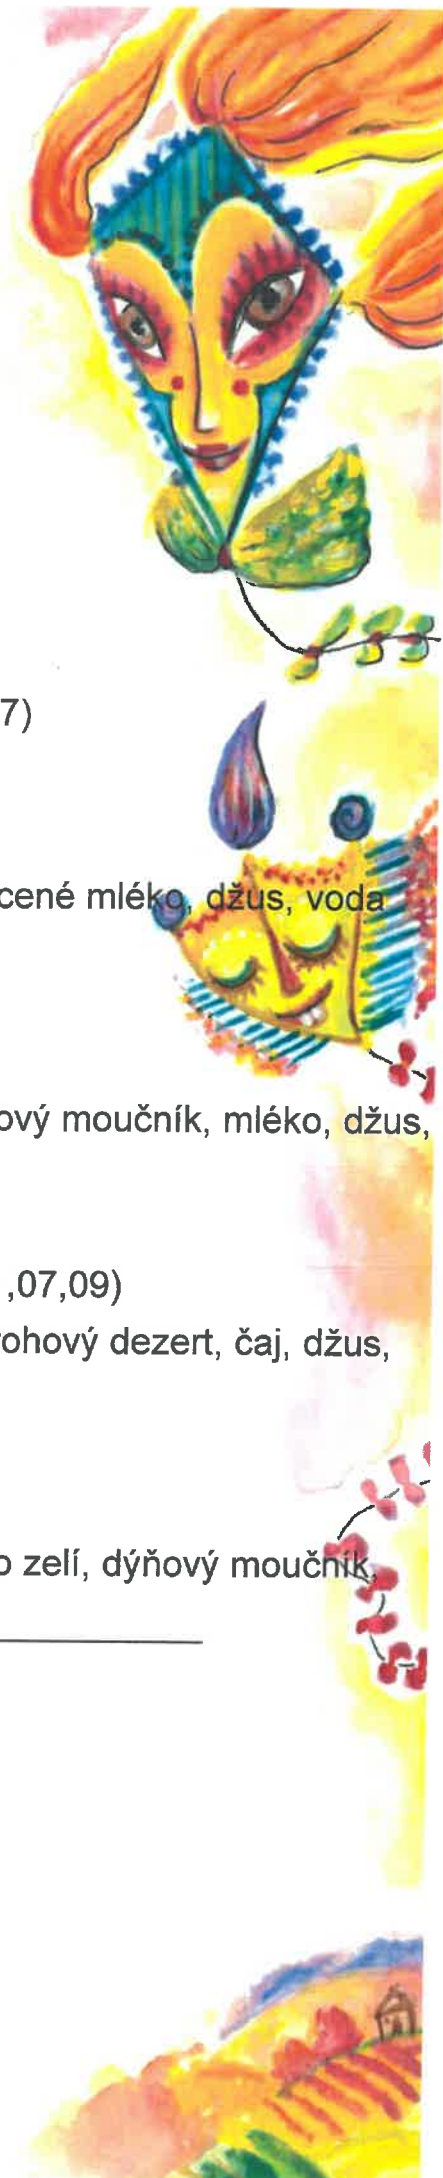 7)
cené mléko, džus, voda
ový moučník, mléko, džus,
,07,09)
ohový dezert, čaj, džus,
o zelí, dýňový moučník,